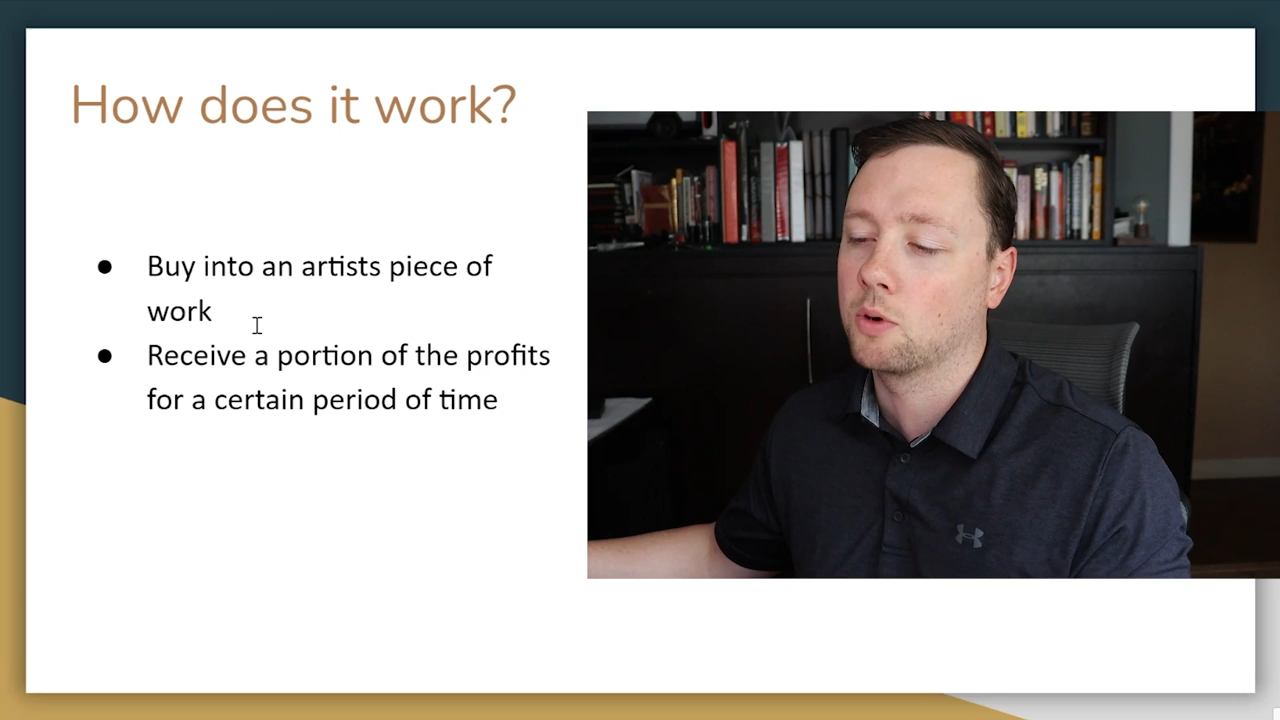 How does it work?
● Buy into an artists piece of
work
● Receive a portion of the profits
for a certain period of time